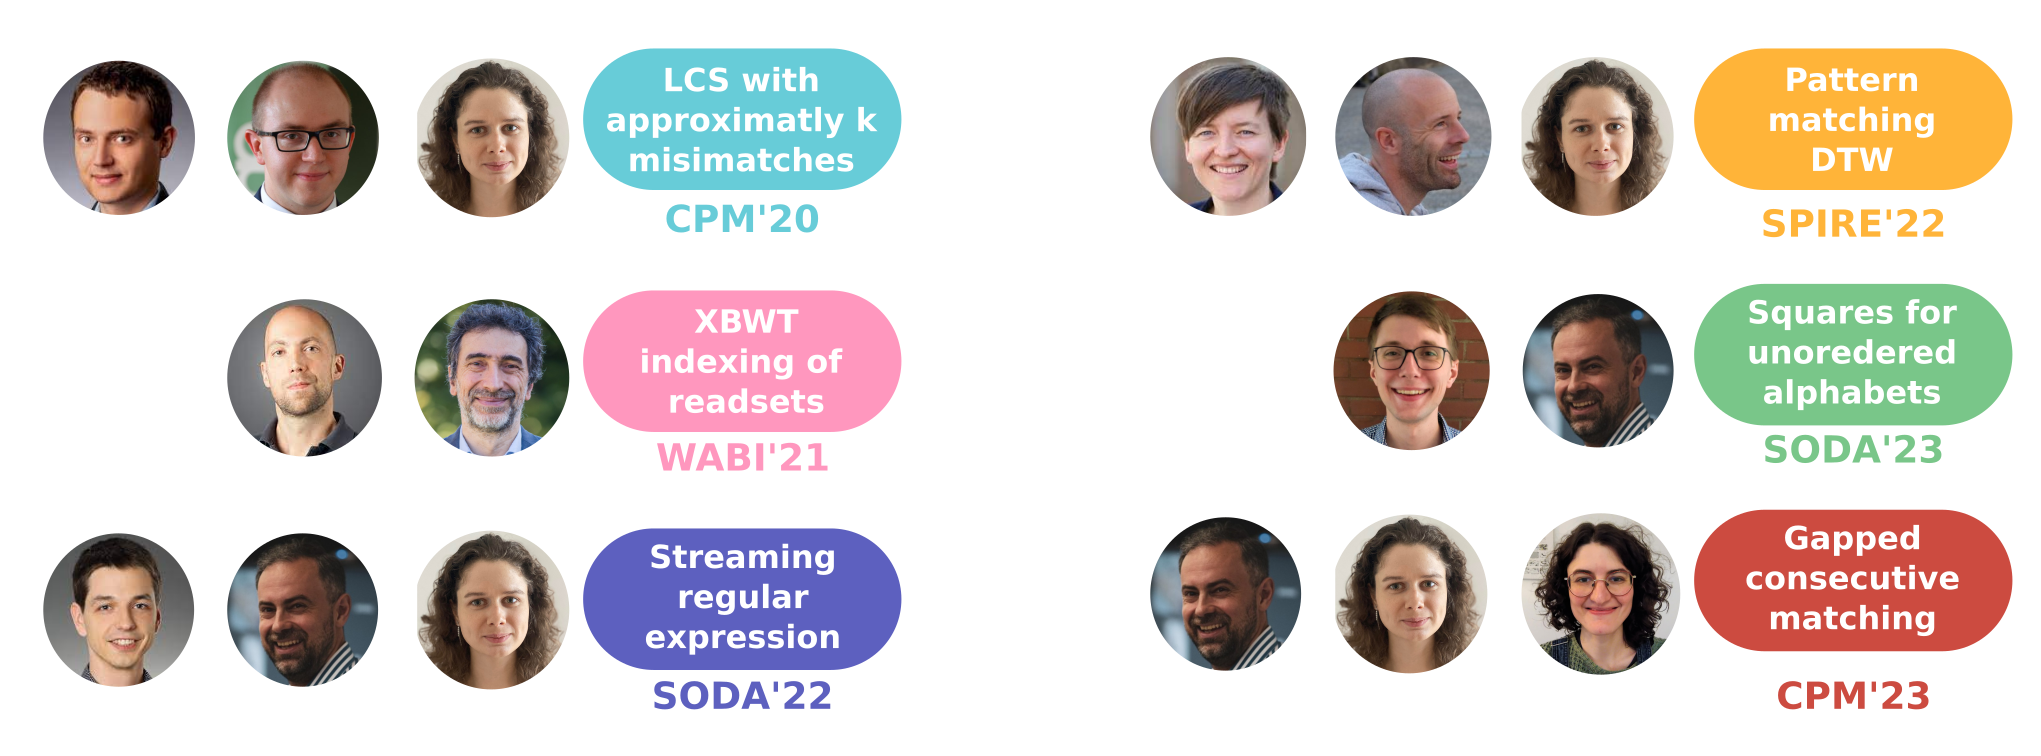 LCS with
approximatly k
misimatches
CPM'20
XBWT
indexing of
readsets
WABI'21
Streaming
regular
expression
SODA'22
Pattern
matching
DTW
SPIRE'22
Squares for
unoredered
alphabets
SODA'23
Gapped
consecutive
matching
CPM'23